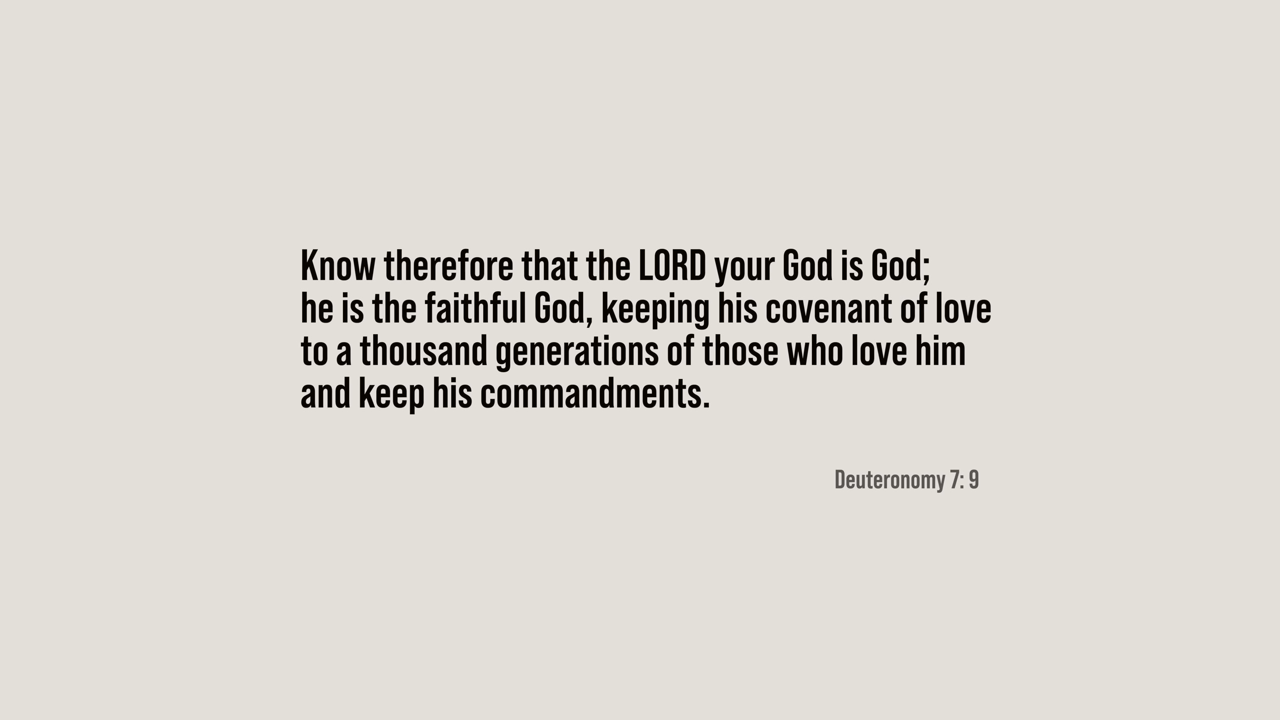 Know therefore that the LORD your God is God;
he is the faithful God, keeping his covenant of love
to a thousand generations of those who love him
and keep his commandments.
Deuteronomy 7: 9